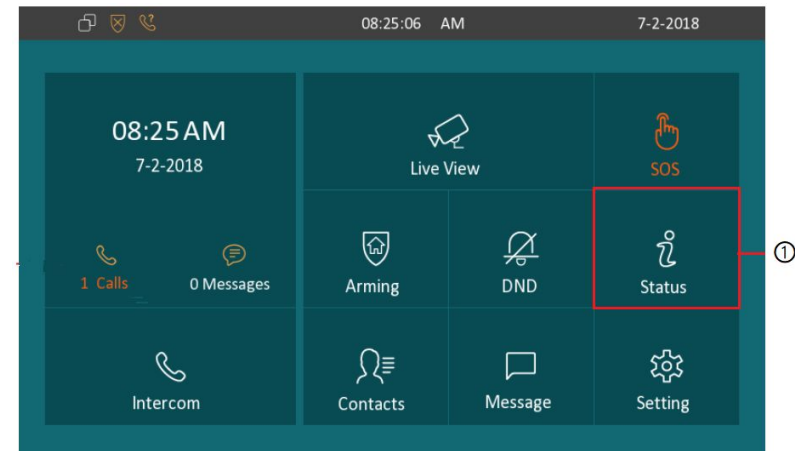 08:25:06 AM 7-2-2018
08:25 AM
7-2-2018
1 Calls 0 Messages
Intercom
Live View
SOS
Arming
DND
Status
Contacts
Message
Setting
①